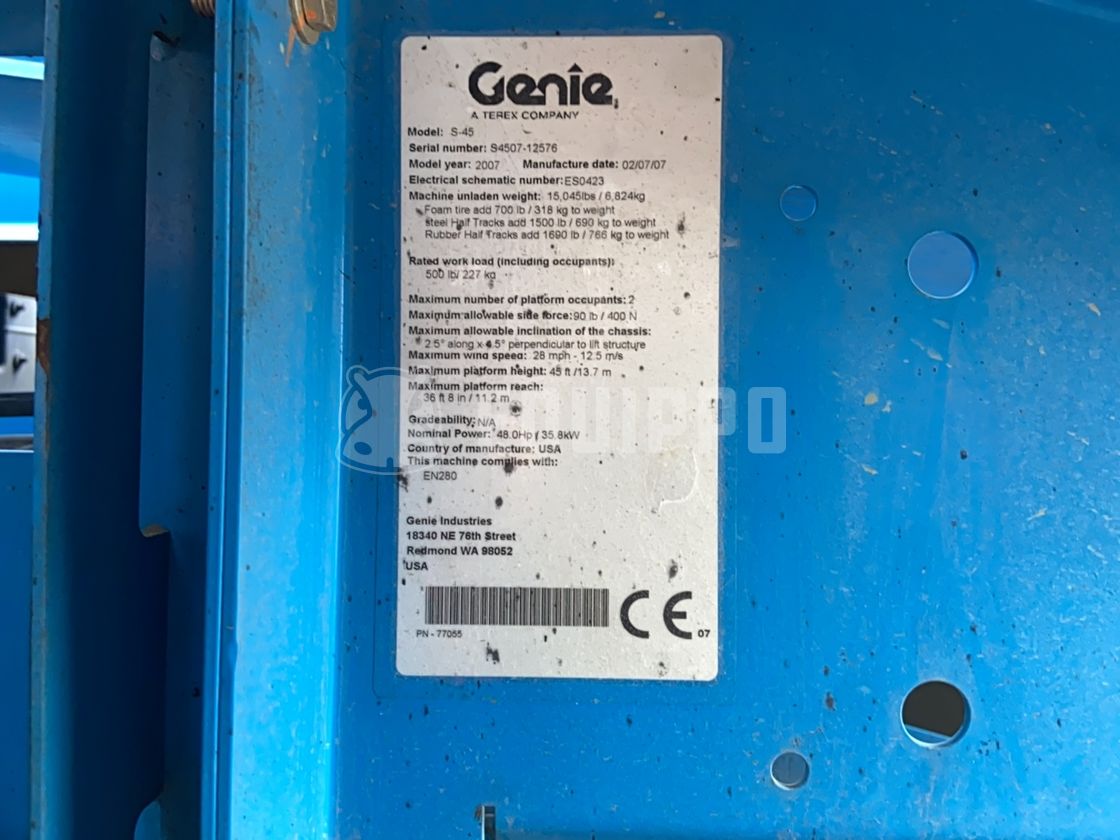 Genie
A TEREX COMPANY
Model: S-45
Serial number: S4507-12576
Model year: 2007 Manufacture date: 02/07/07
Electrical schematic number:ES0423
Machine unladen weight: 15,045lbs / 6,824kg
Foam tire add 700 lb / 318 kg to weight
steel Half Tracks add 1500 lb / 690 kg to weight
Rubber Half Tracks add 1690 lb / 766 kg to weight
Rated work load (including occupants):
500 lb/ 227 kg
Maximum number of platform occupants: 2
Maximum allowable side force: 90 lb / 400 N
Maximum allowable inclination of the chassis:
2.5° along x 4.5° perpendicular to lift structure
Maximum wind speed: 28 mph - 12.5 m/s
Maximum platform height: 45 ft /13.7 m
Maximum platform reach:
36 ft 8 in / 11.2 m
EQUIPPO
Gradeability: N/A
Nominal Power: 48.0Hp / 35.8kW
Country of manufacture: USA
This machine complies with:
EN280
Genie Industries
18340 NE 76th Street
Redmond WA 98052
USA
CE 07
PN - 77055